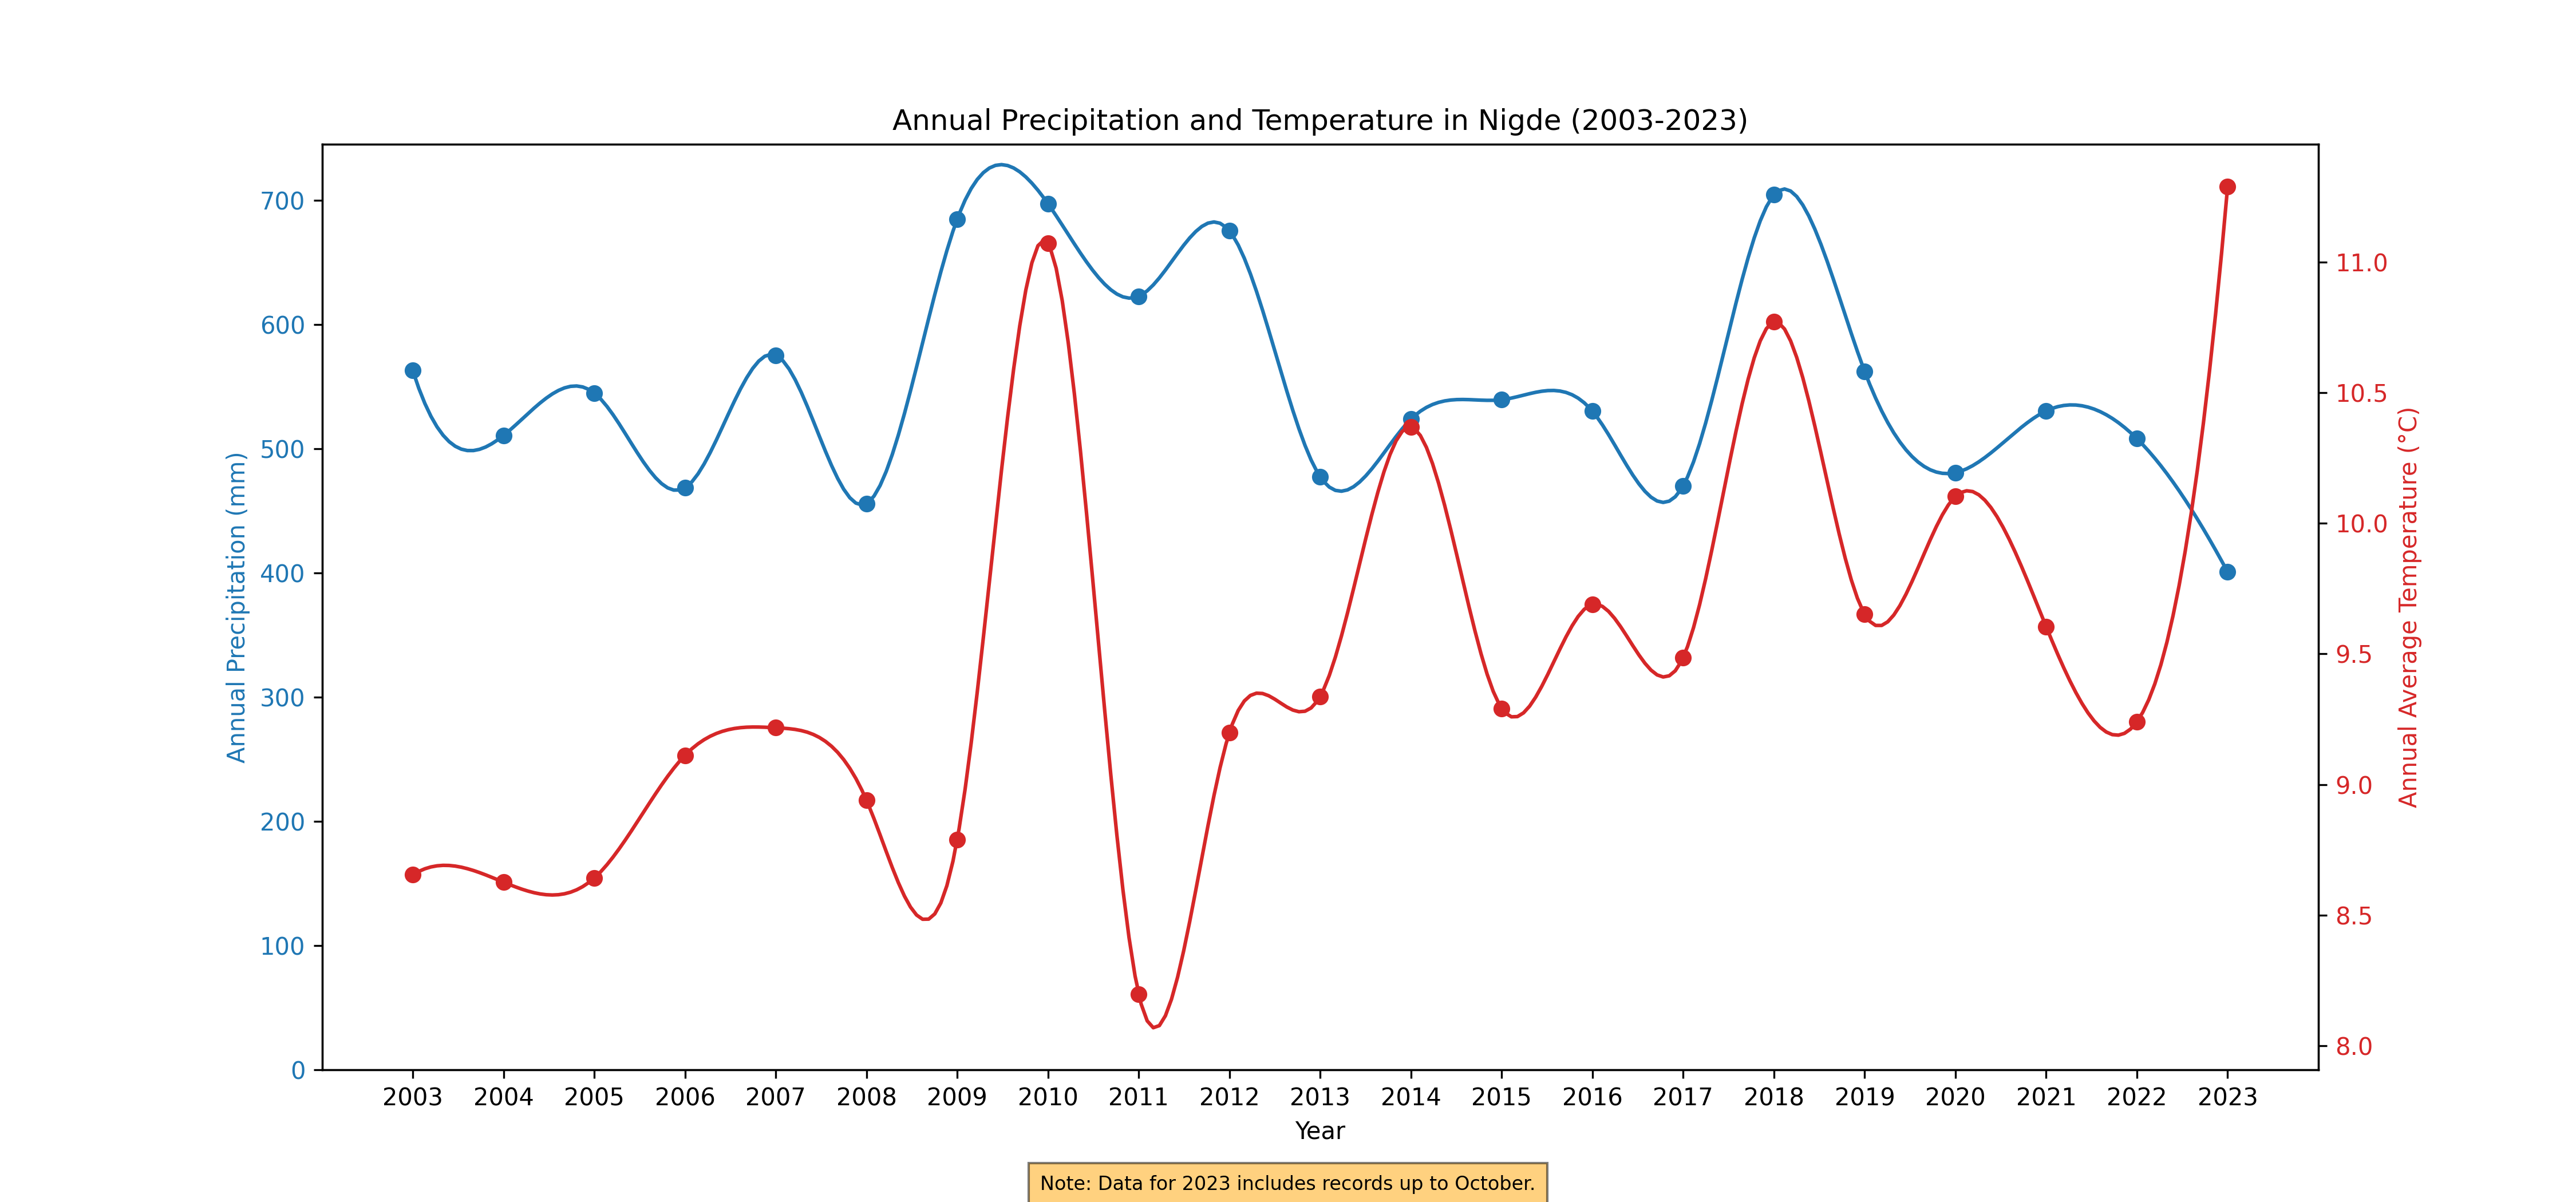 Annual Precipitation and Temperature in Nigde (2003-2023)
Annual Precipitation (mm)
700
600
500
400
300
200
100
0
11.0
10.5
10.0
9.5
9.0
8.5
8.0
Annual Average Temperature (°C)
2003 2004 2005 2006 2007 2008 2009 2010 2011 2012 2013 2014 2015 2016 2017 2018 2019 2020 2021 2022 2023
Year
Note: Data for 2023 includes records up to October.